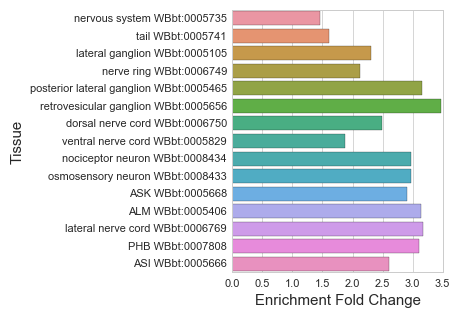 nervous system WBbt:0005735
tail WBbt:0005741
lateral ganglion WBbt:0005105
nerve ring WBbt:0006749
posterior lateral ganglion WBbt:0005465
retrovesicular ganglion WBbt:0005656
dorsal nerve cord WBbt:0006750
ventral nerve cord WBbt:0005829
nociceptor neuron WBbt:0008434
osmosensory neuron WBbt:0008433
ASK WBbt:0005668
ALM WBbt:0005406
lateral nerve cord WBbt:0006769
PHB WBbt:0007808
ASI WBbt:0005666
Tissue
0.0 0.5 1.0 1.5 2.0 2.5 3.0 3.5
Enrichment Fold Change